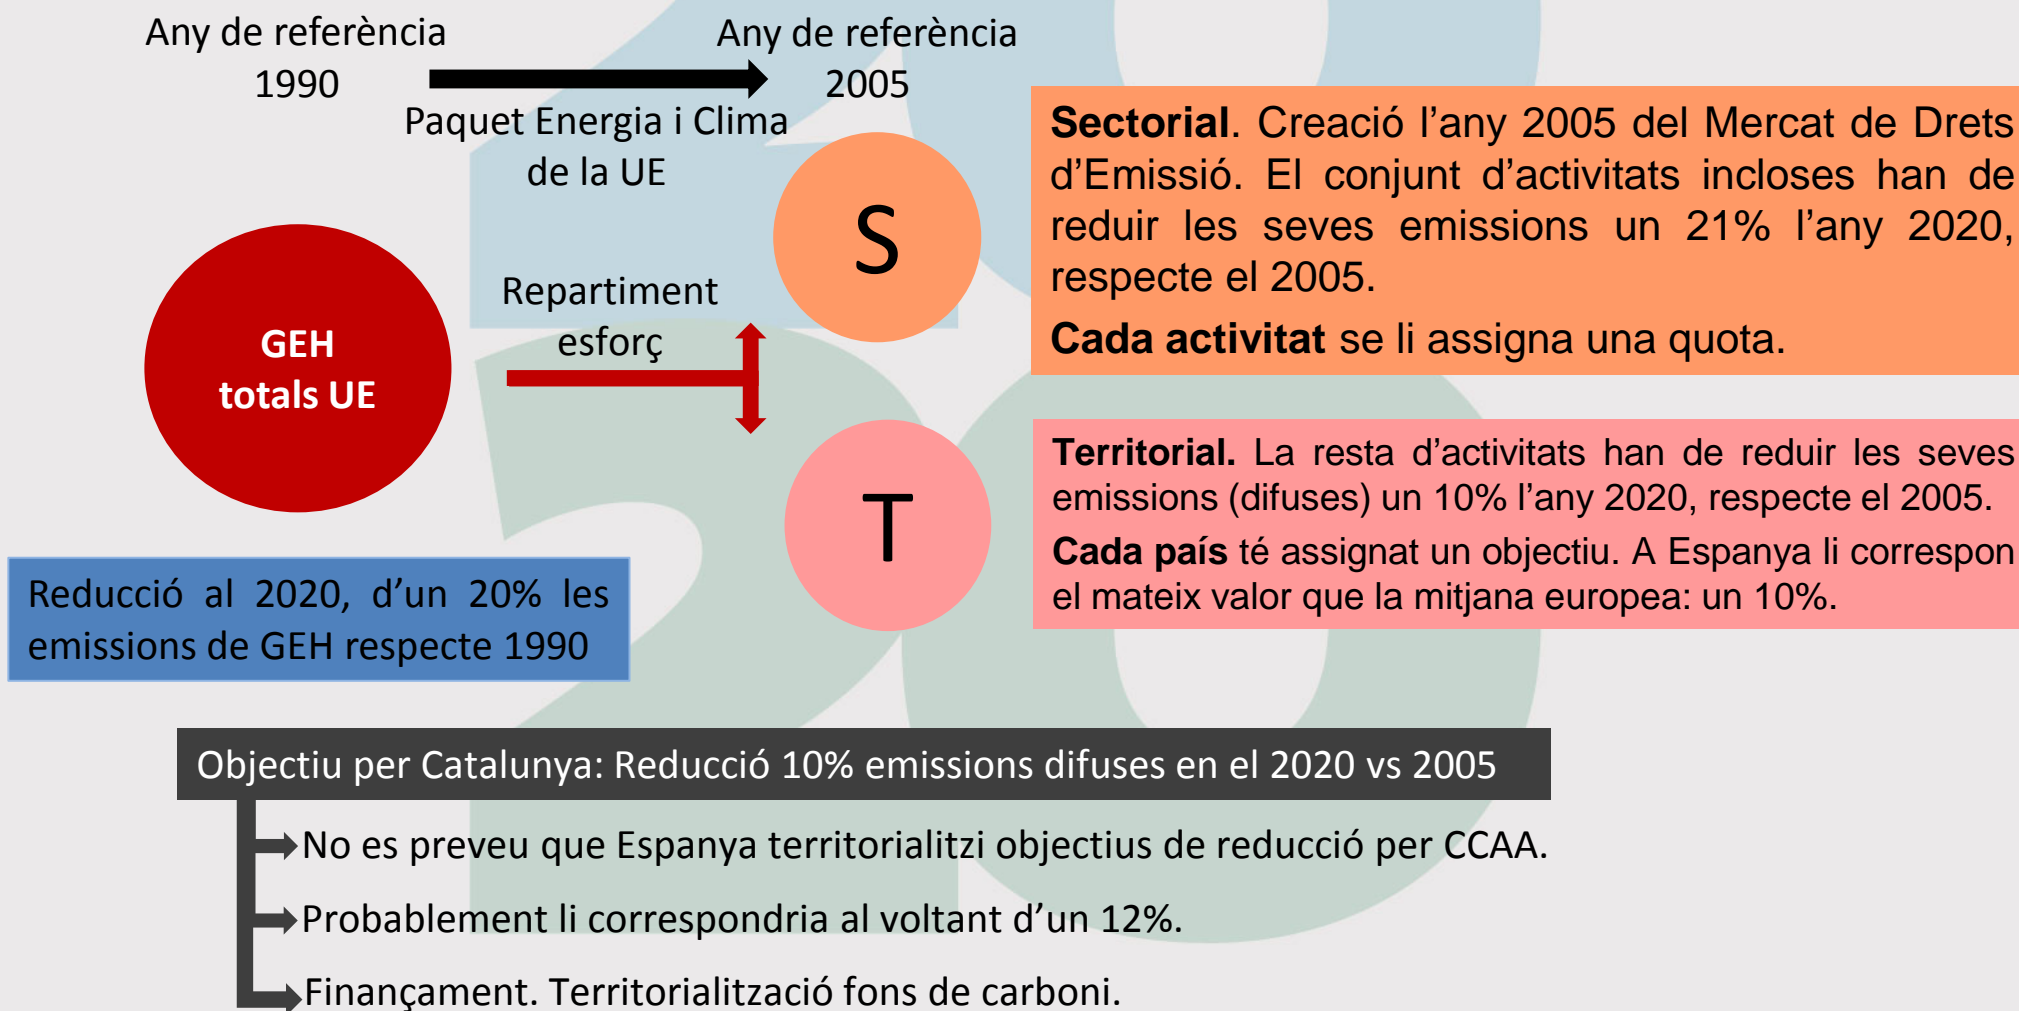 Any de referència
1990
Any de referència
2005
Paquet Energia i Clima
de la UE
S
Sectorial. Creació l’any 2005 del Mercat de Drets
d’Emissió. El conjunt d’activitats incloses han de
reduir les seves emissions un 21% l’any 2020,
respecte el 2005.
Cada activitat se li assigna una quota.
Repartiment
esforç
GEH
totals UE
T
Territorial. La resta d’activitats han de reduir les seves
emissions (difuses) un 10% l’any 2020, respecte el 2005.
Cada país té assignat un objectiu. A Espanya li correspon
el mateix valor que la mitjana europea: un 10%.
Reducció al 2020, d’un 20% les
emissions de GEH respecte 1990
Objectiu per Catalunya: Reducció 10% emissions difuses en el 2020 vs 2005
No es preveu que Espanya territorialitzi objectius de reducció per CCAA.
Probablement li correspondria al voltant d’un 12%.
Finançament. Territorialització fons de carboni.